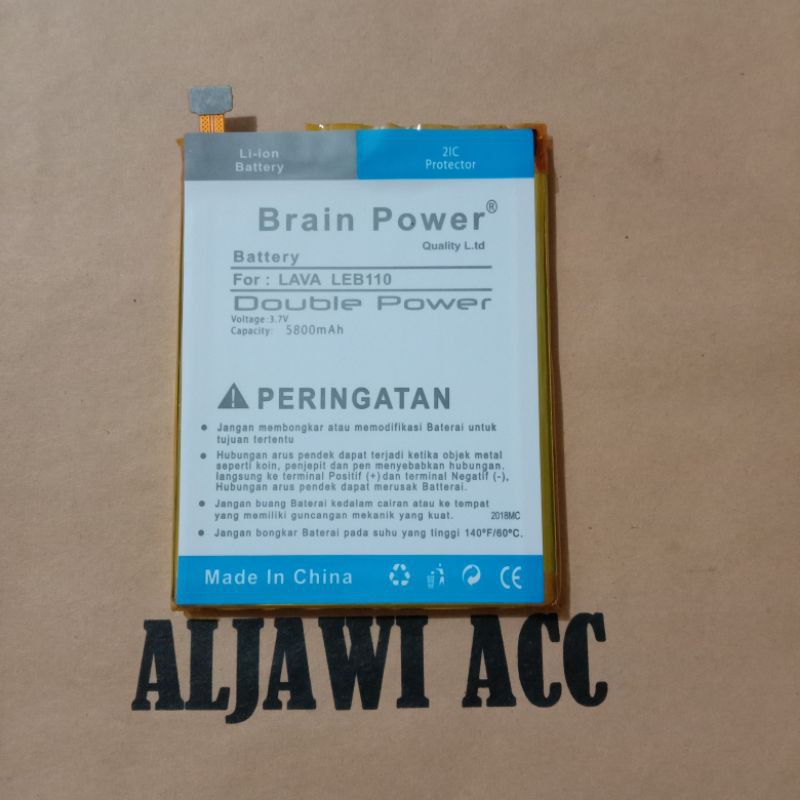 Li-ion
Battery
2IC
Protector
Brain Power®
Quality L.td
Battery
For : LAVA LEB110
Double Power
Voltage :3.7V
Capacity: 5800mAh
PERINGATAN
● Jangan membongkar atau memodifikasi Baterai untuk
tujuan tertentu
● Hubungan arus pendek dapat terjadi ketika objek metal
seperti koin, penjepit dan pen menyebabkan hubungan.
langsung ke terminal Positif (+) dan terminal Negatif (-),
Hubungan arus pendek dapat merusak Batterai.
● Jangan buang Baterai kedalam cairan atau ke tempat
yang memiliki guncangan mekanik yang kuat. 2018MC
● Jangan bongkar Baterai pada suhu yang tinggi 140°F/60°C.
Made In China CE
ALJAWI ACC